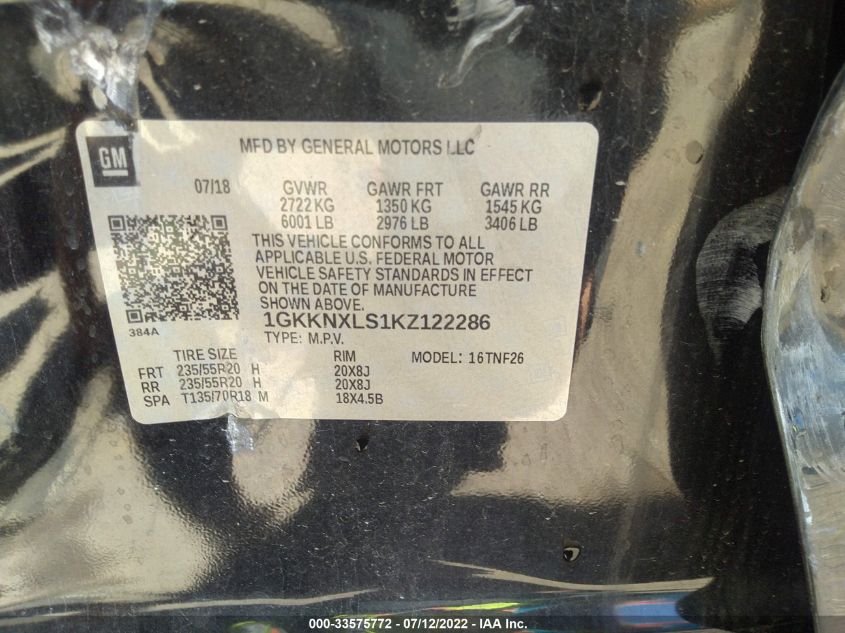 GM
MFD BY GENERAL MOTORS LLC
07/18 GVWR GAWR FRT GAWR RR
2722 KG 1350 KG 1545 KG
6001 LB 2976 LB 3406 LB
THIS VEHICLE CONFORMS TO ALL
APPLICABLE U.S. FEDERAL MOTOR
VEHICLE SAFETY STANDARDS IN EFFECT
ON THE DATE OF MANUFACTURE
SHOWN ABOVE.
384A
1GKKNXLS1KZ122286
TYPE: M.P.V.
TIRE SIZE RIM MODEL: 16TNF26
FRT 235/55R20 H 20X8J
RR 235/55R20 H 20X8J
SPA T135/70R18 M 18X4.5B
000-33575772 - 07/12/2022 - IAA Inc.